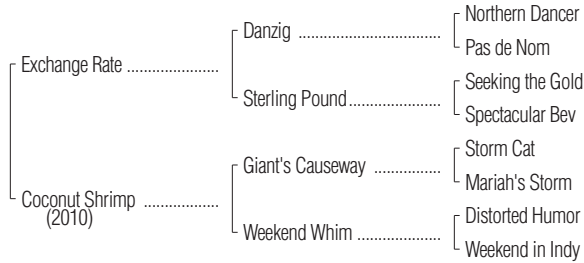 Northern Dancer
Danzig ......................................
Pas de Nom
Exchange Rate ........................
Seeking the Gold
Sterling Pound.........................
Spectacular Bev
Storm Cat
Giant's Causeway ..................
Mariah's Storm
Coconut Shrimp ....................
(2010)
Distorted Humor
Weekend Whim .....................
Weekend in Indy